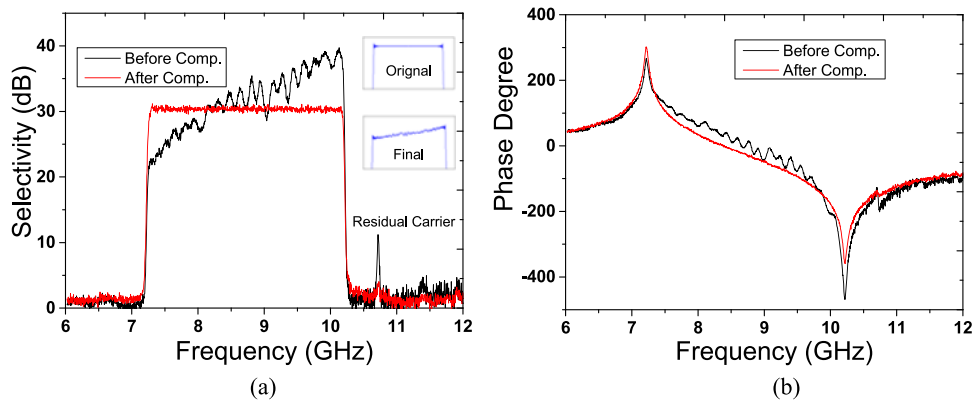 Selectivity (dB)
40
30
20
10
0
Before Comp.
After Comp.
Orignal
Final
Residual Carrier
6 7 8 9 10 11 12
Frequency (GHz)
(a)
Phase Degree
400
200
0
-200
-400
Before Comp.
After Comp.
6 7 8 9 10 11 12
Frequency (GHz)
(b)